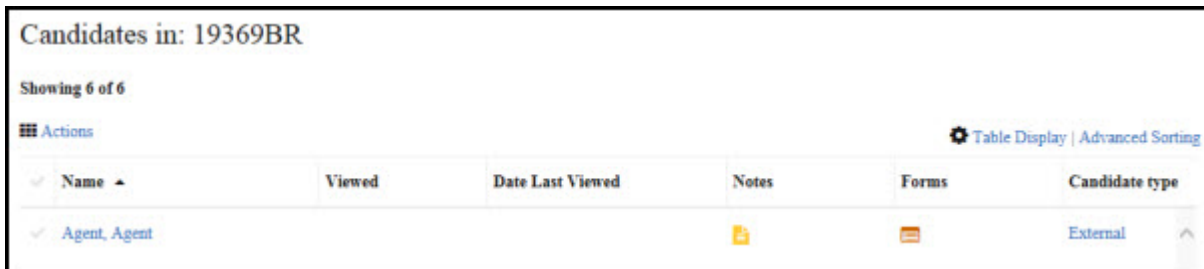 Candidates in: 19369BR
Showing 6 of 6
Actions
Table Display | Advanced Sorting
Name Viewed Date Last Viewed Notes Forms Candidate type
Agent, Agent External